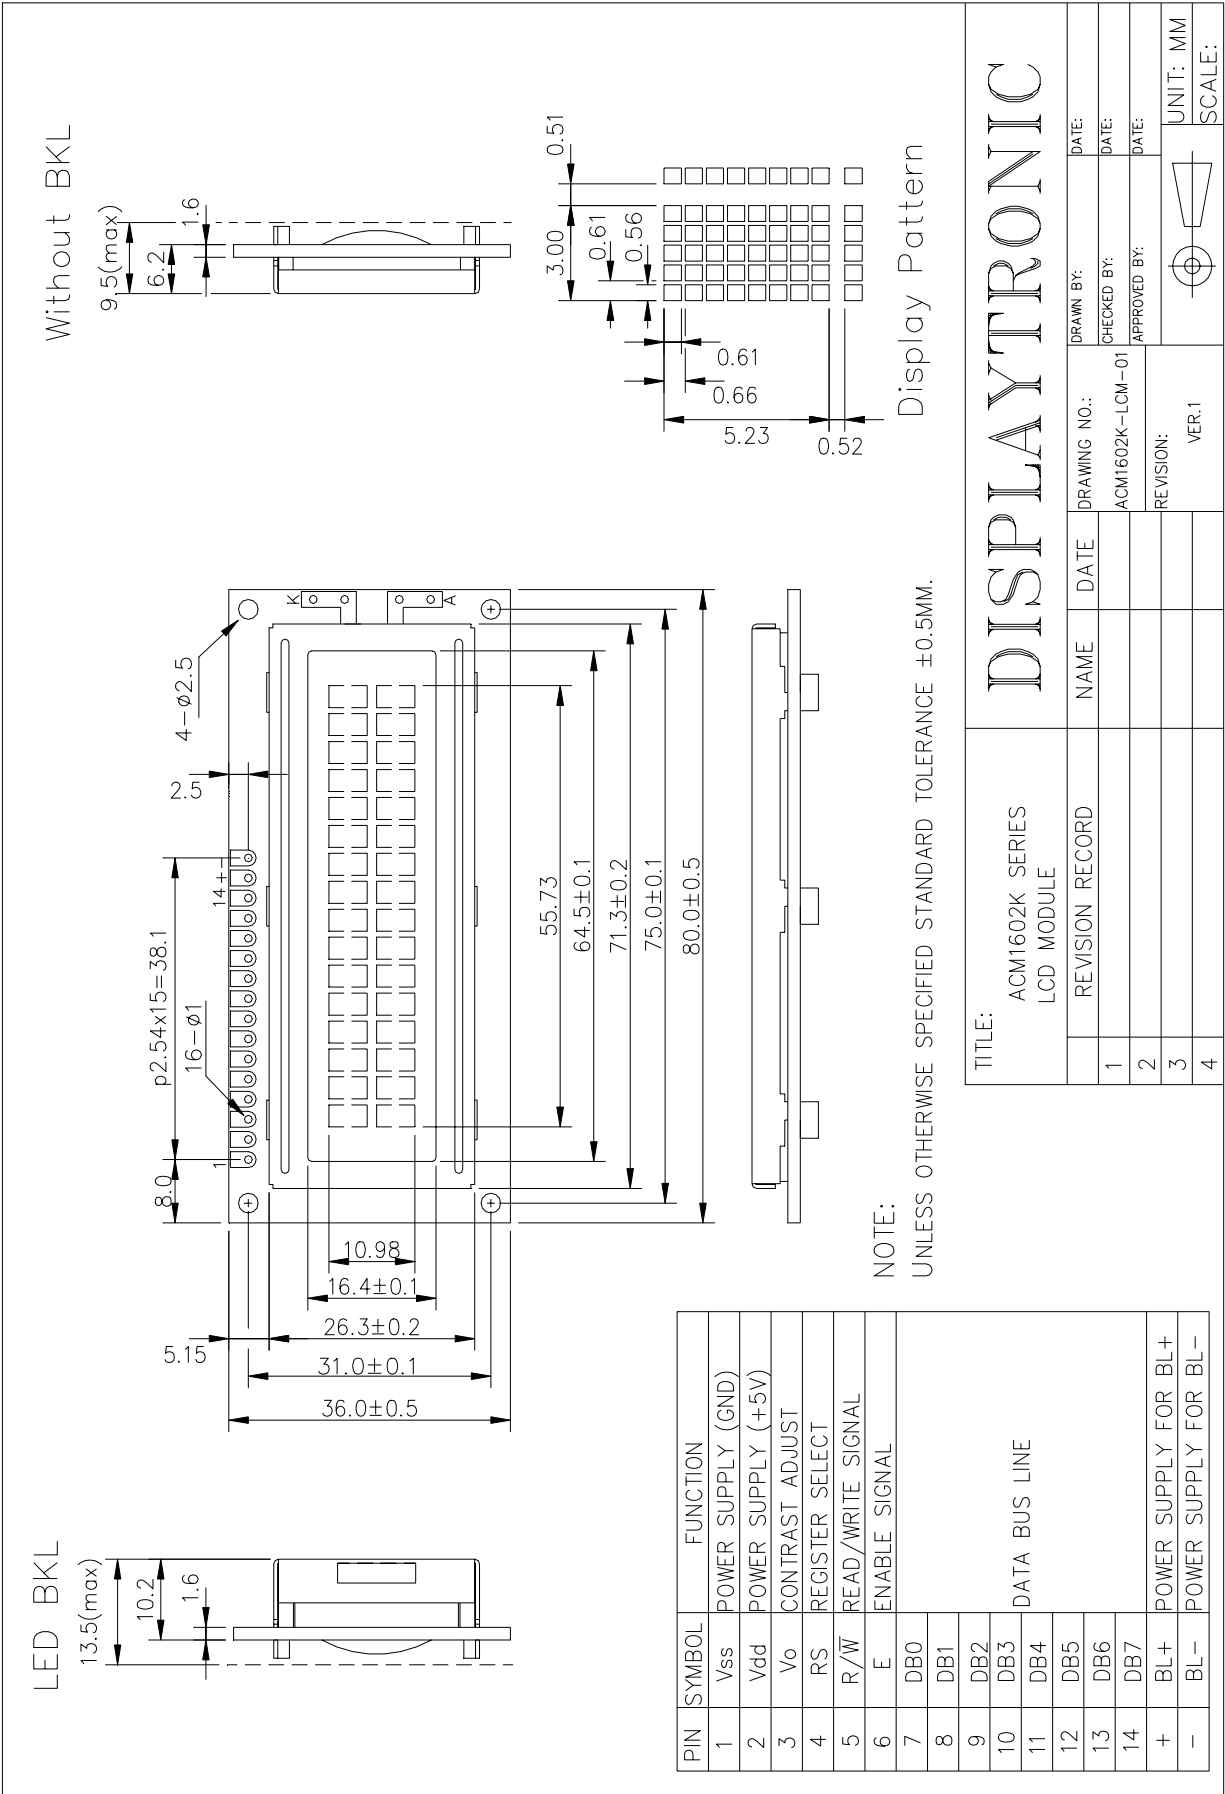 LED BKL
13.5(max)
10.2
1.6
5.15
10.98
16.4±0.1
26.3±0.2
31.0±0.1
36.0±0.5
8.0
p2.54x15=38.1
16-ø1
1
14
+
-
2.5
4-ø2.5
K
A
55.73
64.5±0.1
71.3±0.2
75.0±0.1
80.0±0.5
Without BKL
9.5(max)
6.2
1.6
3.00
0.51
0.61
0.56
0.61
0.66
5.23
0.52
Display Pattern
NOTE:
UNLESS OTHERWISE SPECIFIED STANDARD TOLERANCE ±0.5MM.
PIN SYMBOL FUNCTION
1 Vss POWER SUPPLY (GND)
2 Vdd POWER SUPPLY (+5V)
3 Vo CONTRAST ADJUST
4 RS REGISTER SELECT
5 R/W̅ READ/WRITE SIGNAL
6 E ENABLE SIGNAL
7 DB0
8 DB1
9 DB2
10 DB3
DATA BUS LINE
11 DB4
12 DB5
13 DB6
14 DB7
+ BL+ POWER SUPPLY FOR BL+
- BL- POWER SUPPLY FOR BL-
TITLE:
ACM1602K SERIES
LCD MODULE
DISPLAYTRONIC
REVISION RECORD NAME DATE
1
2
3
4
DRAWING NO.:
ACM1602K-LCM-01
REVISION:
VER.1
DRAWN BY: DATE:
CHECKED BY: DATE:
APPROVED BY: DATE:
UNIT: MM
SCALE: